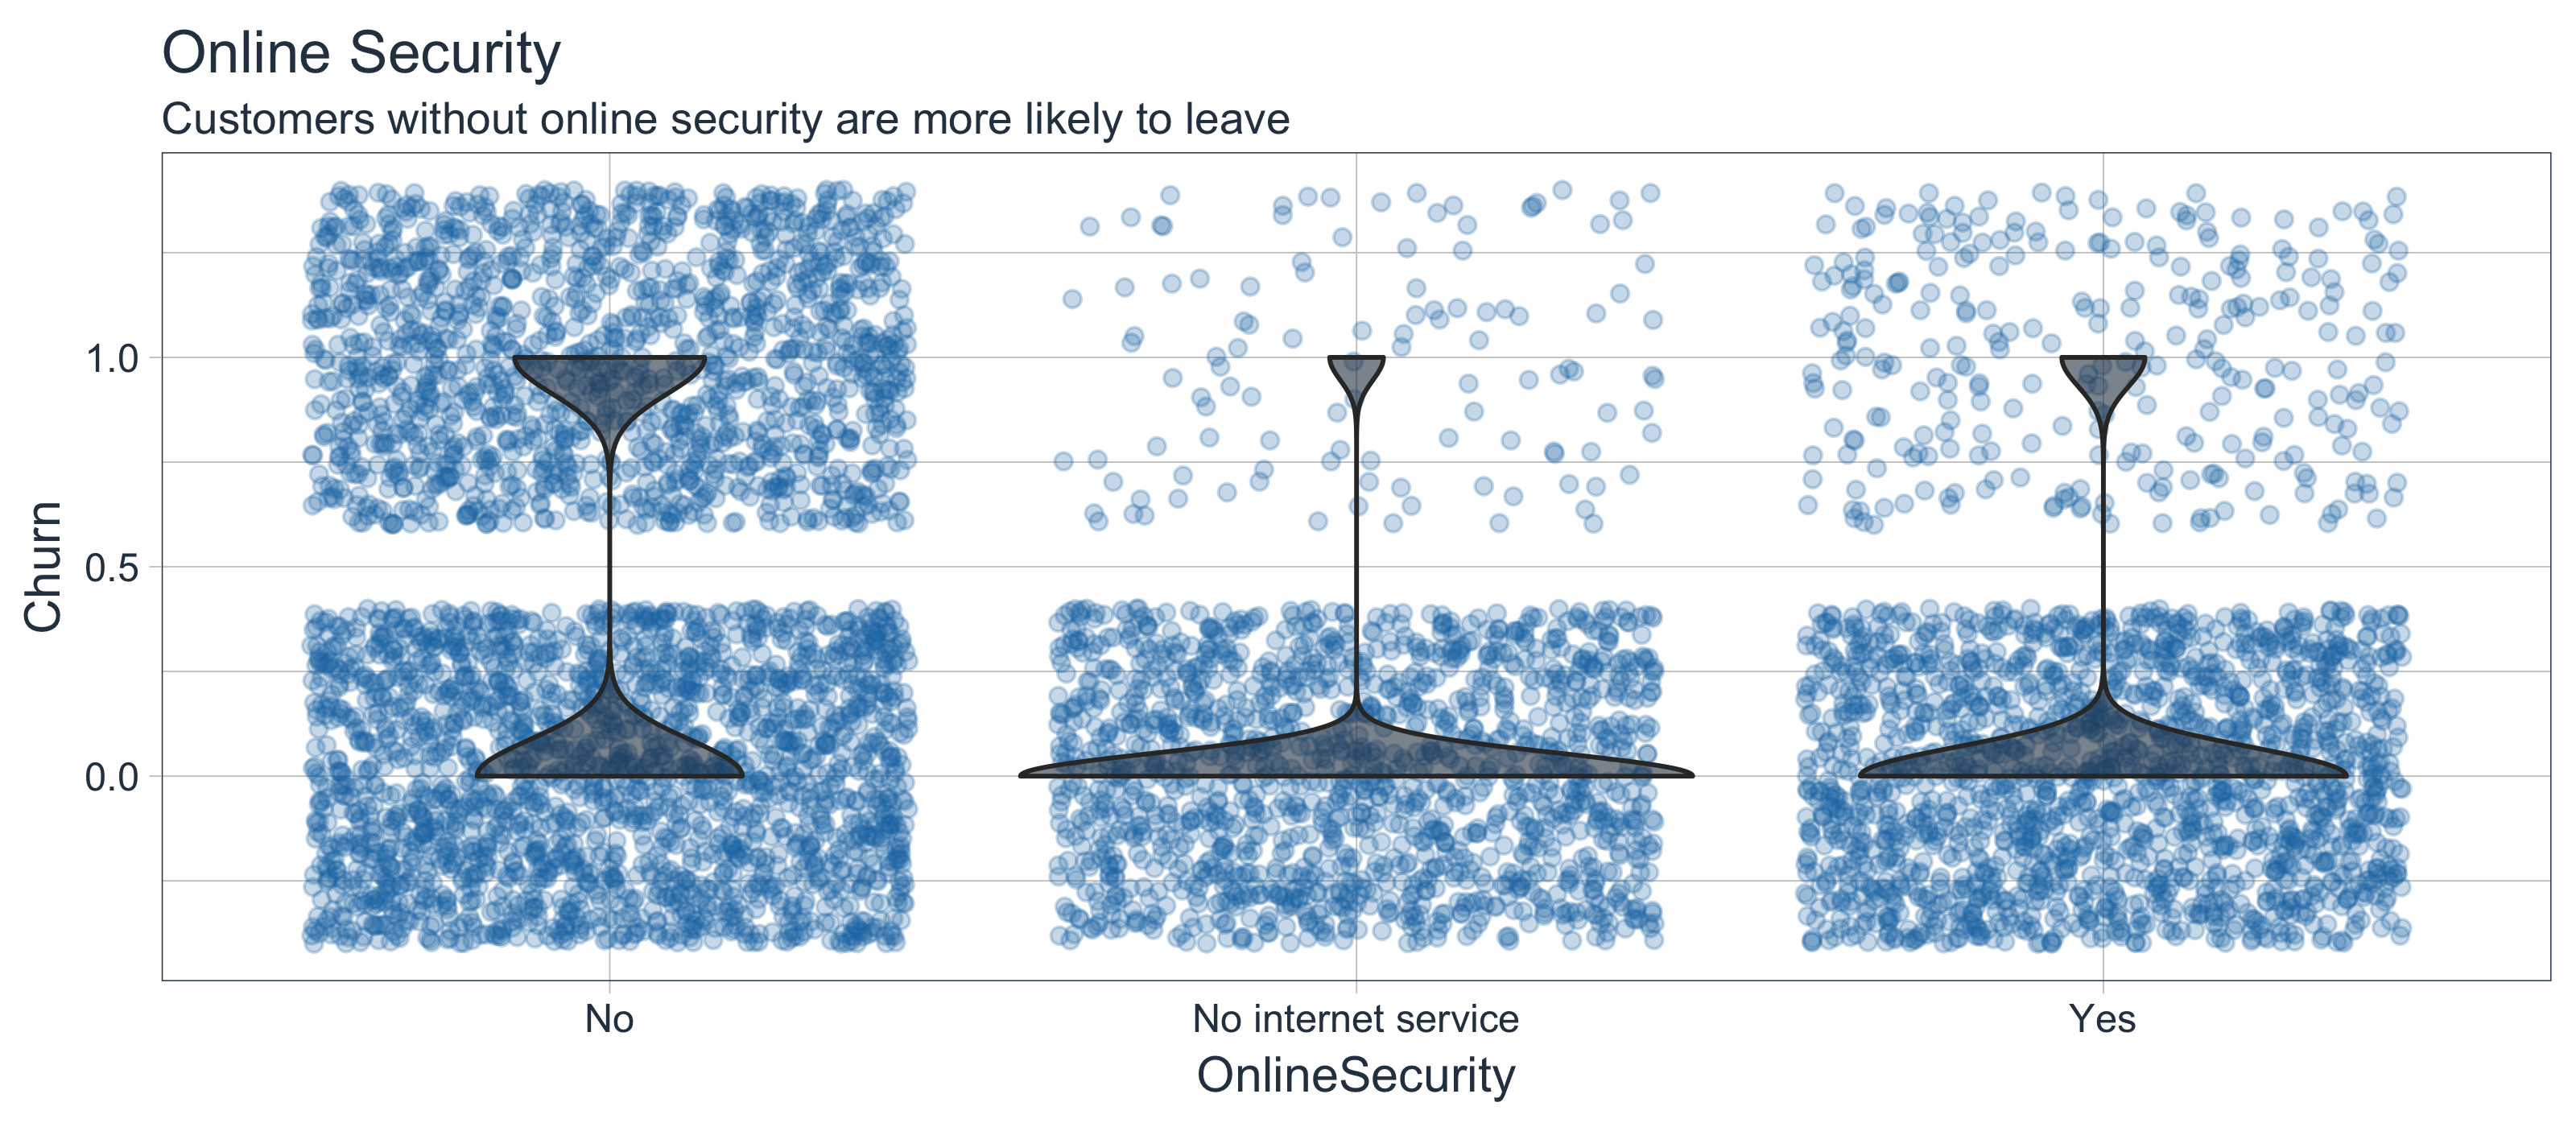 Online Security
Customers without online security are more likely to leave
Churn
1.0
0.5
0.0
No
No internet service
Yes
OnlineSecurity